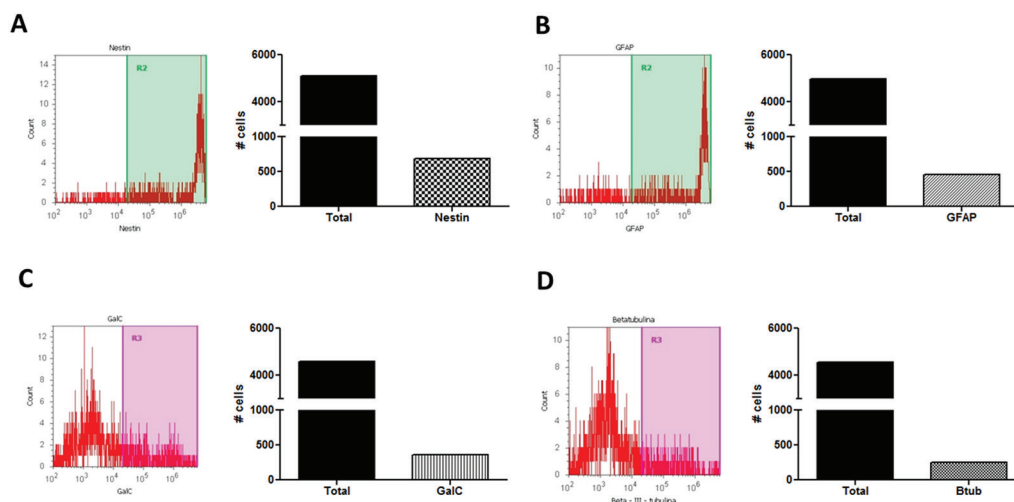 A
Nestin
R2
14
12
10
8
6
4
2
0
Count
10² 10³ 10⁴ 10⁵ 10⁶
Nestin
6000
4000
1000
500
0
# cells
Total Nestin
B
GFAP
R2
10
8
6
4
2
0
Count
10² 10³ 10⁴ 10⁵ 10⁶
GFAP
6000
4000
1000
500
0
# cells
Total GFAP
C
GalC
R3
12
10
8
6
4
2
0
Count
10² 10³ 10⁴ 10⁵ 10⁶
GalC
6000
4000
1000
500
0
# cells
Total GalC
D
Betatubulina
R3
10
8
6
4
2
0
Count
10² 10³ 10⁴ 10⁵ 10⁶
Beta - III - tubulina
6000
4000
1000
500
0
# cells
Total Btub